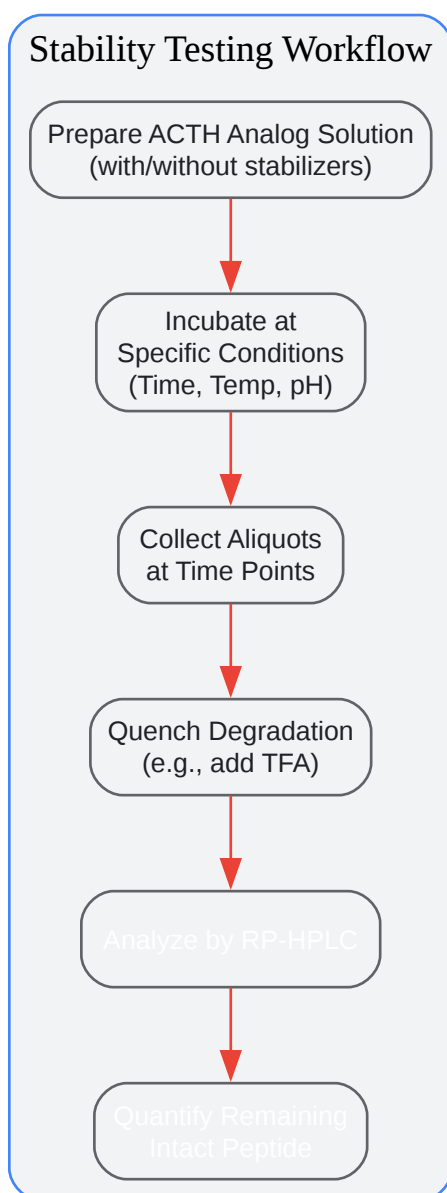 Stability Testing Workflow
Prepare ACTH Analog Solution
(with/without stabilizers)
Incubate at
Specific Conditions
(Time, Temp, pH)
Collect Aliquots
at Time Points
Quench Degradation
(e.g., add TFA)
Analyze by RP-HPLC
Quantify Remaining
Intact Peptide